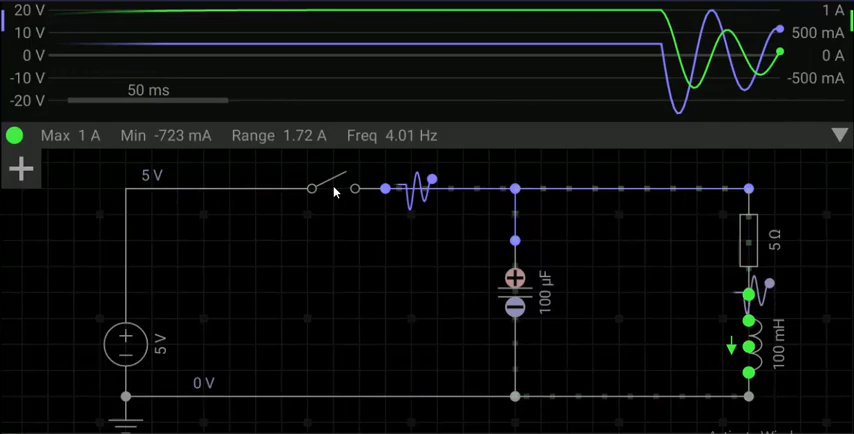 20 V 1 A
10 V 500 mA
0 V 0 A
-10 V -500 mA
-20 V
50 ms
Max 1 A Min -723 mA Range 1.72 A Freq 4.01 Hz
5 V
5 Ω
100 µF
100 mH
5 V
0 V